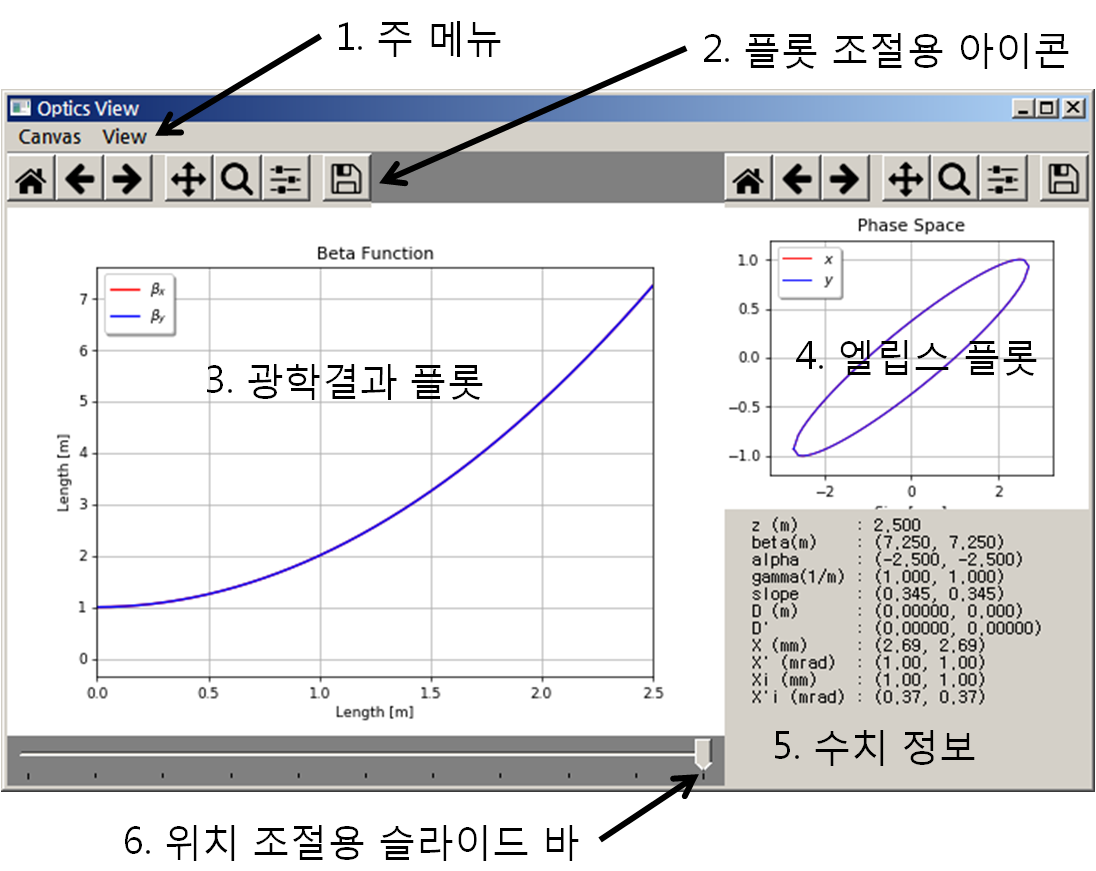 1. 주 메뉴
2. 플롯 조절용 아이콘
Optics View
Canvas View
Beta Function
βx
βy
3. 광학결과 플롯
7
6
5
4
3
2
1
0
Length [m]
0.0 0.5 1.0 1.5 2.0 2.5
Length [m]
Phase Space
x
y
4. 엘립스 플롯
1.0
0.5
0.0
−0.5
−1.0
−2 0 2
z (m) : 2.500
beta(m) : (7.250, 7.250)
alpha : (-2.500, -2.500)
gamma(1/m) : (1.000, 1.000)
slope : (0.345, 0.345)
D (m) : (0.00000, 0.000)
D' : (0.00000, 0.00000)
X (mm) : (2.69, 2.69)
X' (mrad) : (1.00, 1.00)
Xi (mm) : (1.00, 1.00)
X'i (mrad) : (0.37, 0.37)
5. 수치 정보
6. 위치 조절용 슬라이드 바